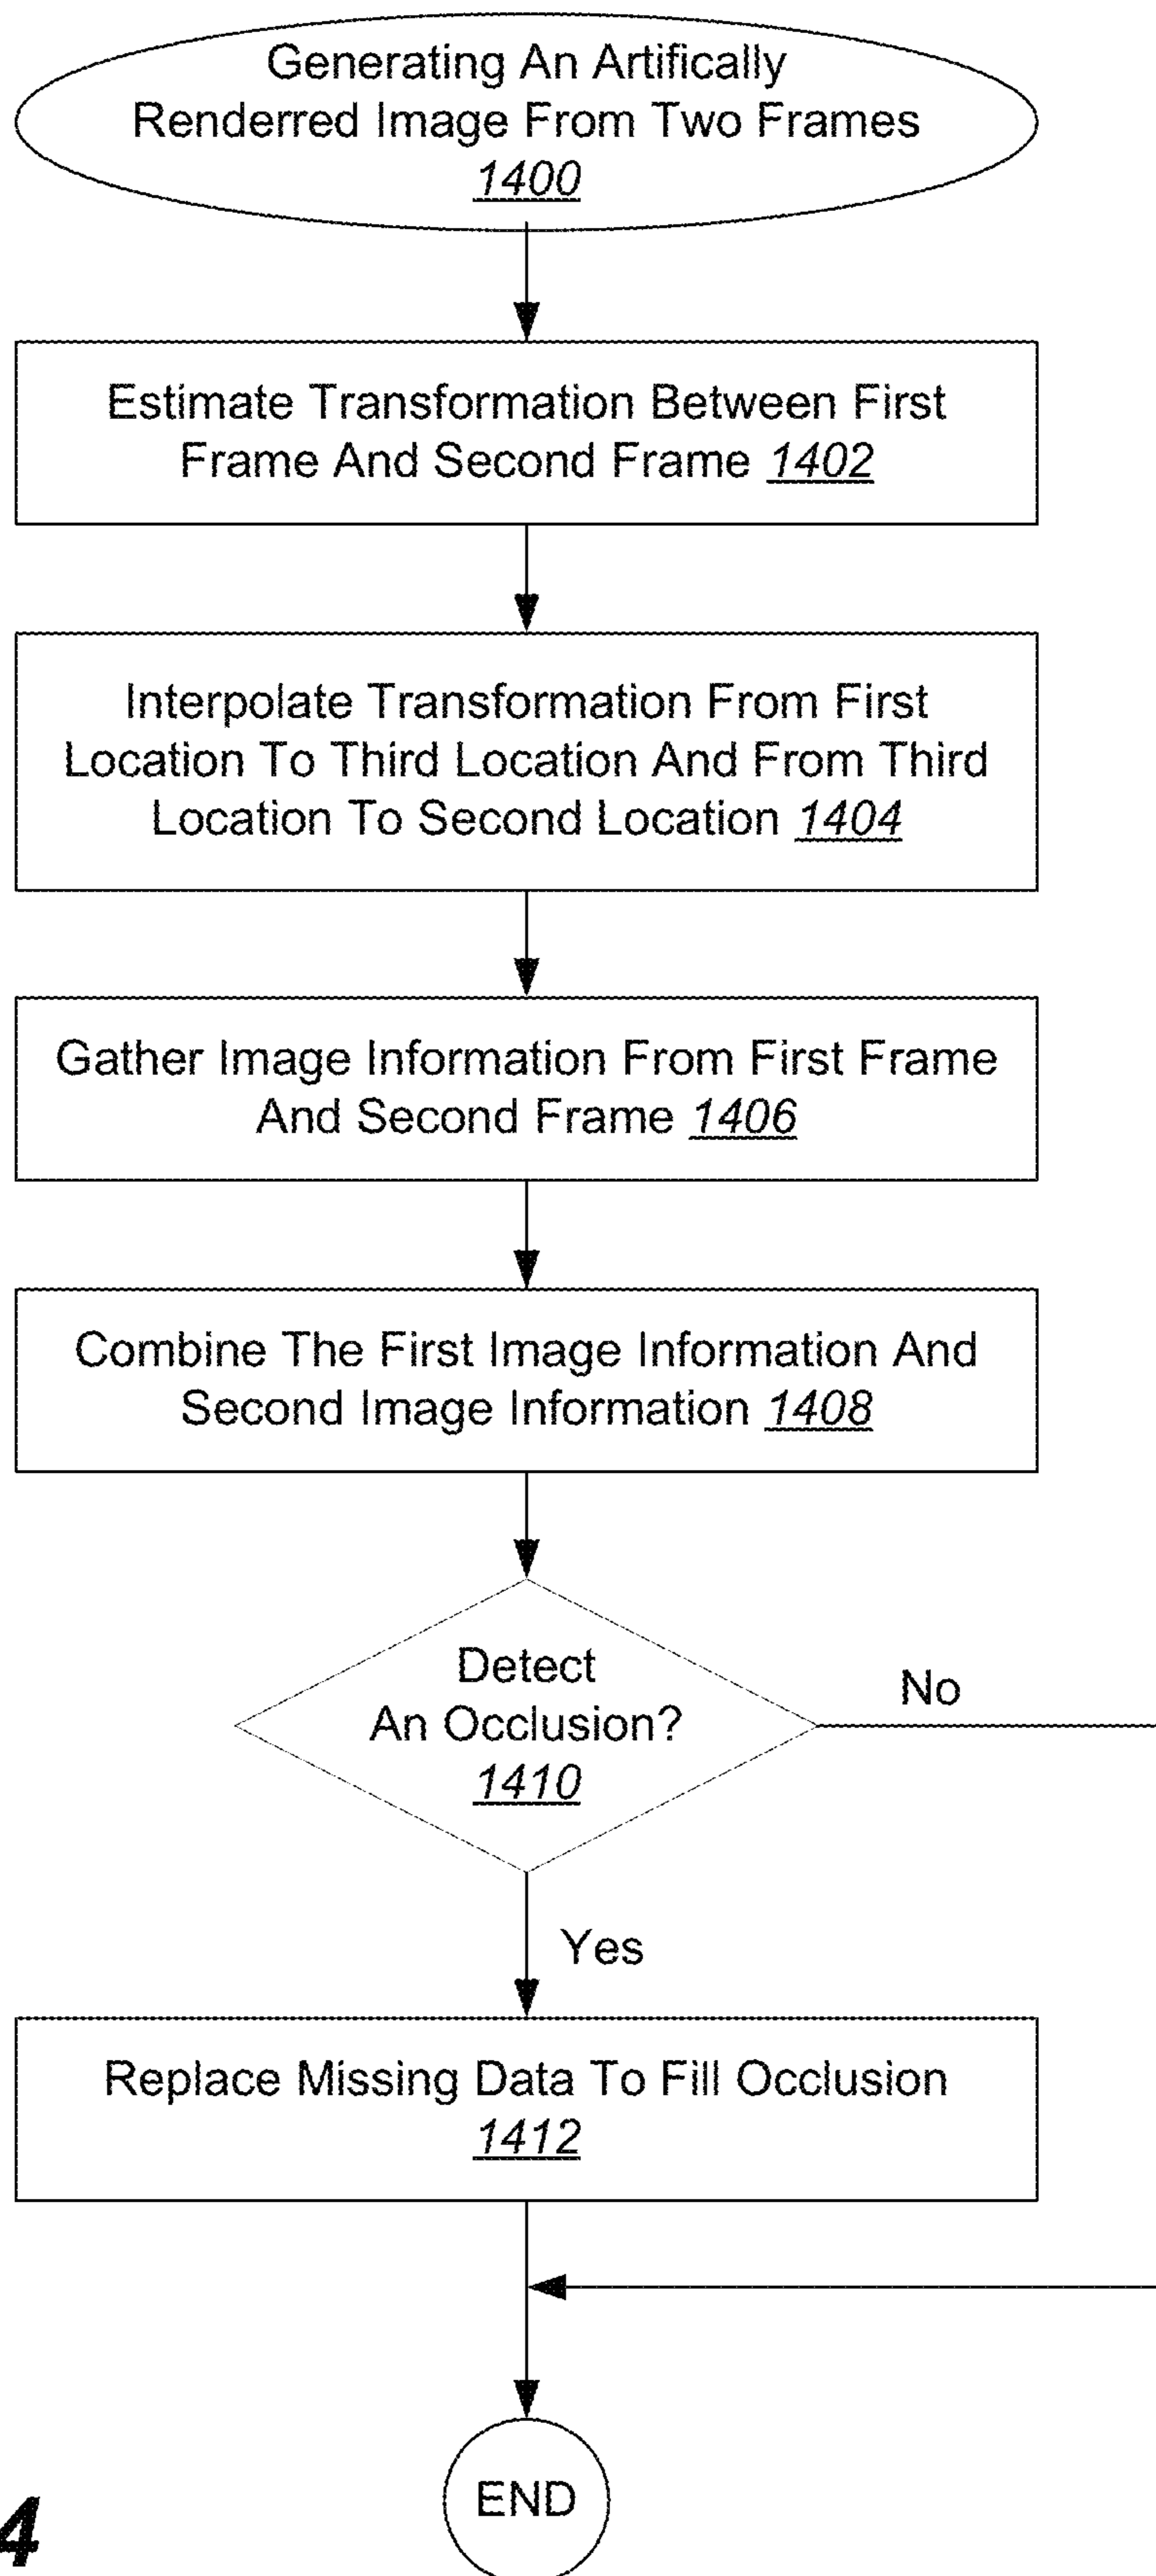 Generating An Artifically
Renderred Image From Two Frames
1400
Estimate Transformation Between First
Frame And Second Frame 1402
Interpolate Transformation From First
Location To Third Location And From Third
Location To Second Location 1404
Gather Image Information From First Frame
And Second Frame 1406
Combine The First Image Information And
Second Image Information 1408
Detect
An Occlusion?
1410
No
Yes
Replace Missing Data To Fill Occlusion
1412
END
4